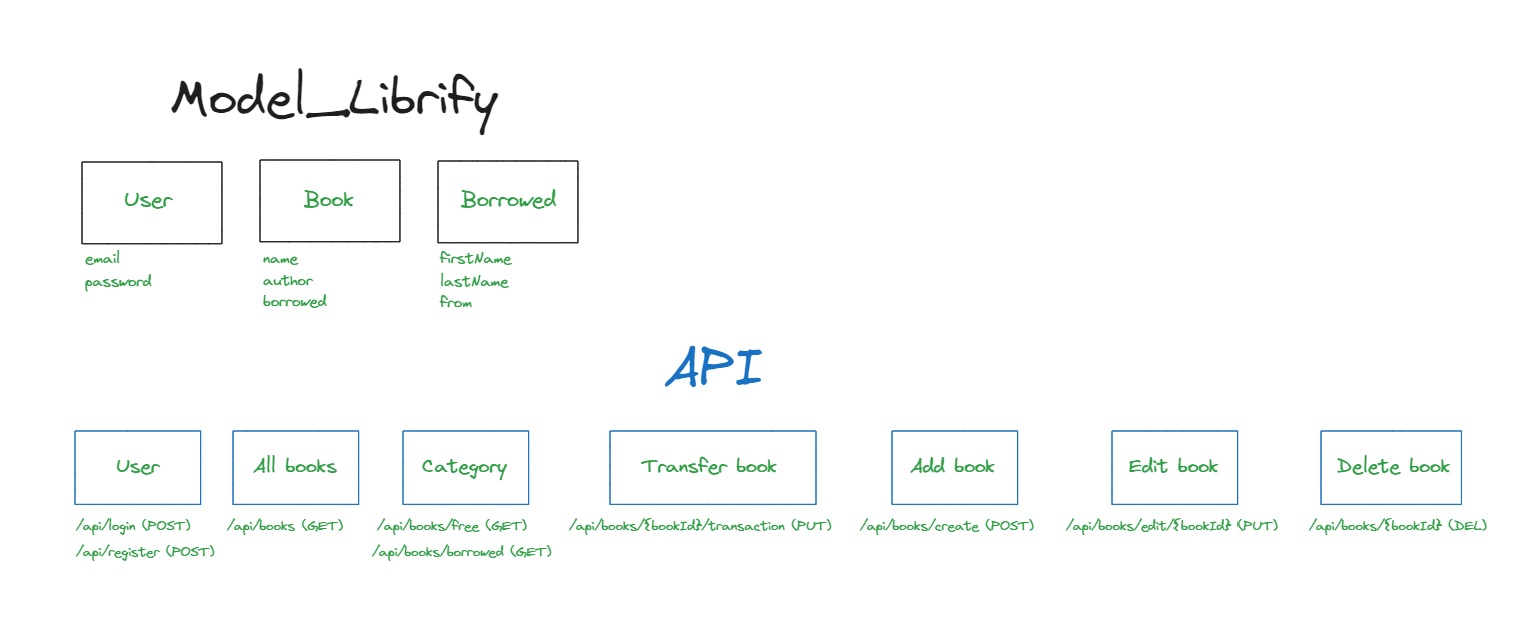 Model_Librify
User
Book
Borrowed
email
password
name
author
borrowed
firstName
lastName
from
API
User
All books
Category
Transfer book
Add book
Edit book
Delete book
/api/login (POST)
/api/register (POST)
/api/books (GET)
/api/books/free (GET)
/api/books/borrowed (GET)
/api/books/{bookId}/transaction (PUT)
/api/books/create (POST)
/api/books/edit/{bookId} (PUT)
/api/books/{bookId} (DEL)